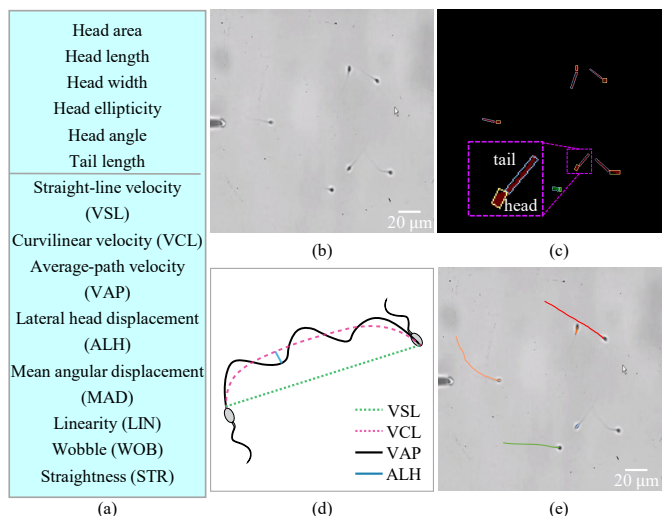 Head area
Head length
Head width
Head ellipticity
Head angle
Tail length
Straight-line velocity
(VSL)
Curvilinear velocity (VCL)
Average-path velocity
(VAP)
Lateral head displacement
(ALH)
Mean angular displacement
(MAD)
Linearity (LIN)
Wobble (WOB)
Straightness (STR)
(a)
20 μm
(b)
tail
head
20 μm
(c)
VSL
VCL
VAP
ALH
(d)
20 μm
(e)